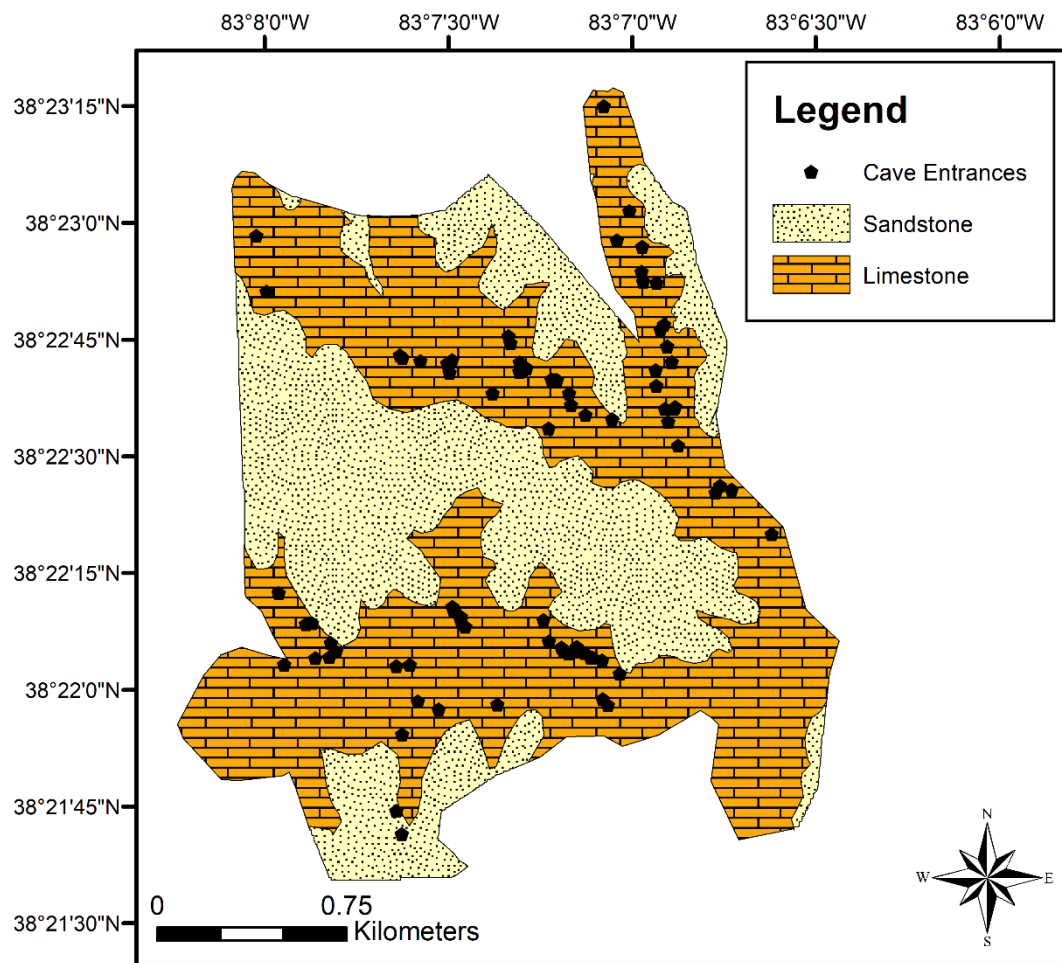 83°8'0"W 83°7'30"W 83°7'0"W 83°6'30"W 83°6'0"W
38°23'15"N
38°23'0"N
38°22'45"N
38°22'30"N
38°22'15"N
38°22'0"N
38°21'45"N
38°21'30"N
Legend
Cave Entrances
Sandstone
Limestone
0 0.75
Kilometers
N
W E
S